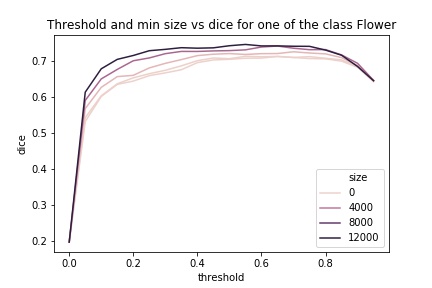 Threshold and min size vs dice for one of the class Flower
0.7
0.6
0.5
0.4
0.3
0.2
dice
size
0
4000
8000
12000
0.0 0.2 0.4 0.6 0.8
threshold